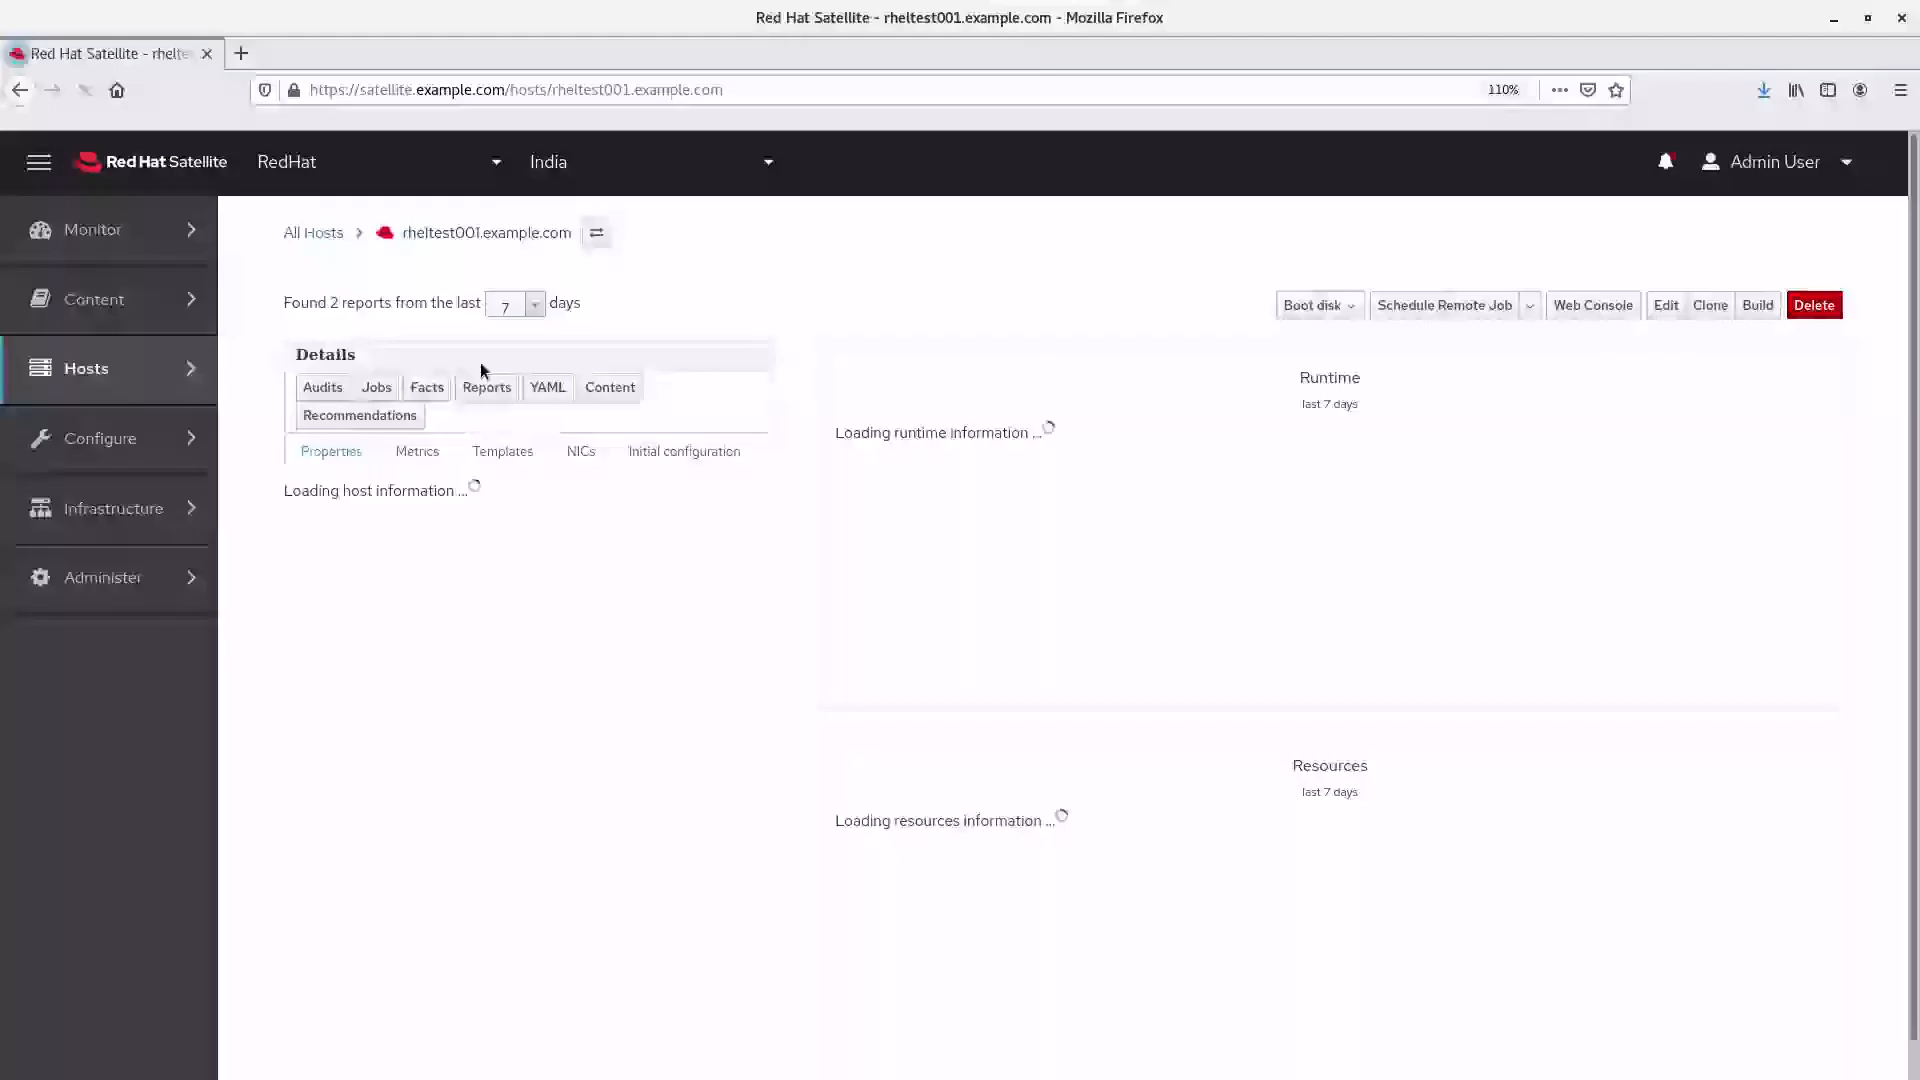 Red Hat Satellite - rheltest001.example.com - Mozilla Firefox
Red Hat Satellite - rhelte
https://satellite.example.com/hosts/rheltest001.example.com 110%
Red Hat Satellite RedHat India Admin User
Monitor
Content
Hosts
Configure
Infrastructure
Administer
All Hosts rheltest001.example.com
Found 2 reports from the last 7 days
Boot disk Schedule Remote Job Web Console Edit Clone Build Delete
Details
Audits Jobs Facts Reports YAML Content
Recommendations
Properties Metrics Templates NICs Initial configuration
Loading host information ...
Runtime
last 7 days
Loading runtime information ...
Resources
last 7 days
Loading resources information ...